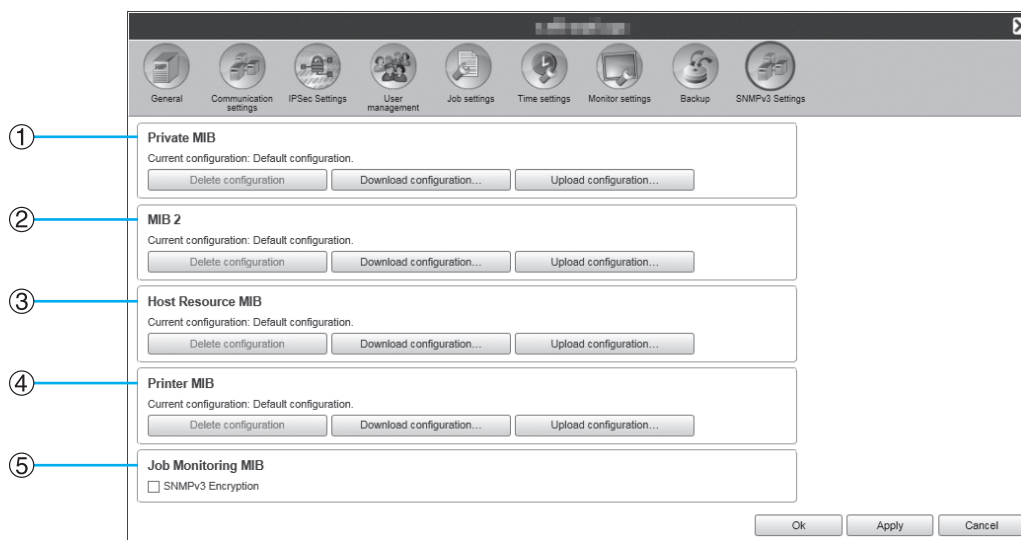 General
Communication settings
IPSec Settings
User management
Job settings
Time settings
Monitor settings
Backup
SNMPv3 Settings
① Private MIB
Current configuration: Default configuration.
Delete configuration Download configuration... Upload configuration...
② MIB 2
Current configuration: Default configuration.
Delete configuration Download configuration... Upload configuration...
③ Host Resource MIB
Current configuration: Default configuration.
Delete configuration Download configuration... Upload configuration...
④ Printer MIB
Current configuration: Default configuration.
Delete configuration Download configuration... Upload configuration...
⑤ Job Monitoring MIB
SNMPv3 Encryption
Ok Apply Cancel